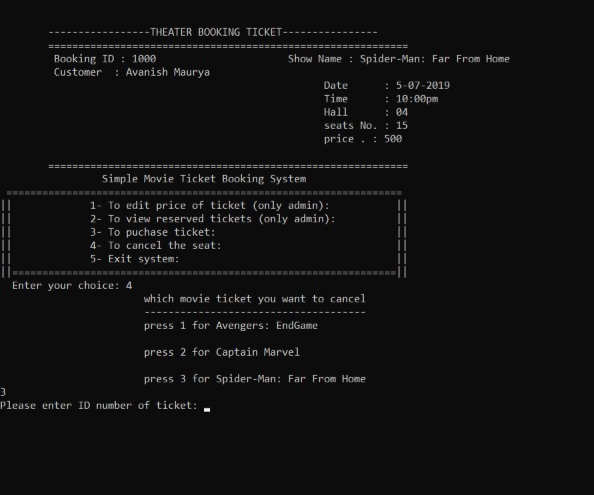 -----------------THEATER BOOKING TICKET----------------
============================================================
Booking ID : 1000 Show Name : Spider-Man: Far From Home
Customer : Avanish Maurya
Date : 5-07-2019
Time : 10:00pm
Hall : 04
seats No. : 15
price . : 500
============================================================
Simple Movie Ticket Booking System
==================================================================
|| 1- To edit price of ticket (only admin): ||
|| 2- To view reserved tickets (only admin): ||
|| 3- To puchase ticket: ||
|| 4- To cancel the seat: ||
|| 5- Exit system: ||
||================================================================||
Enter your choice: 4
which movie ticket you want to cancel
-------------------------------------
press 1 for Avengers: EndGame
press 2 for Captain Marvel
press 3 for Spider-Man: Far From Home
3
Please enter ID number of ticket: